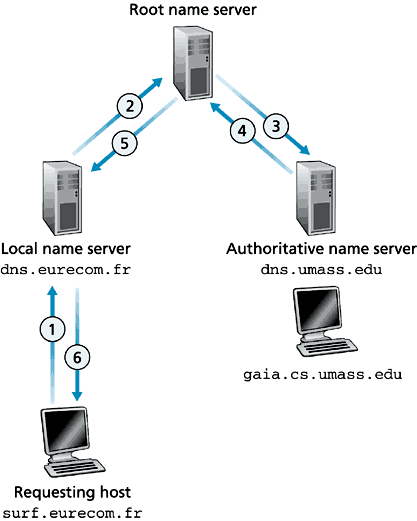 Root name server
2
5
4
3
Local name server
dns.eurecom.fr
Authoritative name server
dns.umass.edu
1
6
gaia.cs.umass.edu
Requesting host
surf.eurecom.fr